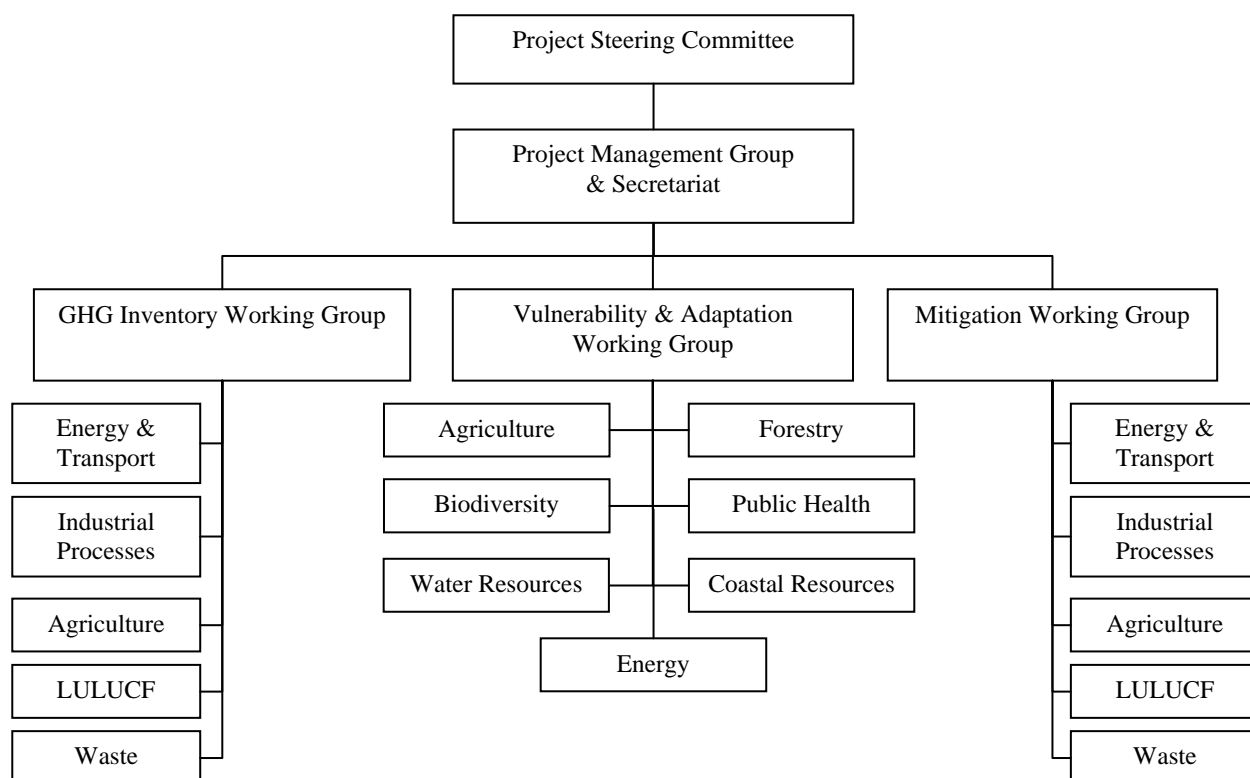 Project Steering Committee
Project Management Group
& Secretariat
GHG Inventory Working Group
Vulnerability & Adaptation
Working Group
Mitigation Working Group
Energy &
Transport
Industrial
Processes
Agriculture
LULUCF
Waste
Agriculture
Forestry
Biodiversity
Public Health
Water Resources
Coastal Resources
Energy
Energy &
Transport
Industrial
Processes
Agriculture
LULUCF
Waste